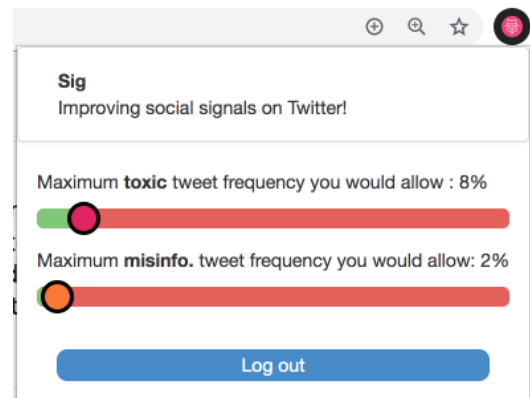 Sig
Improving social signals on Twitter!
Maximum toxic tweet frequency you would allow : 8%
Maximum misinfo. tweet frequency you would allow: 2%
Log out